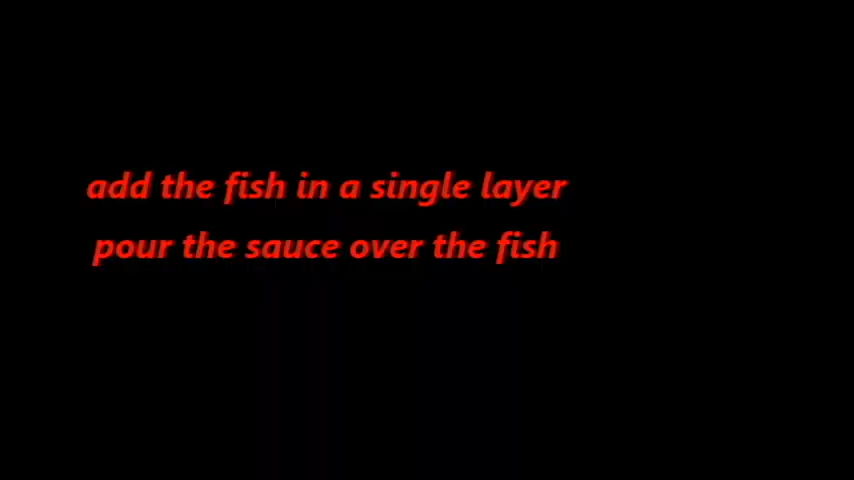 add the fish in a single layer
pour the sauce over the fish